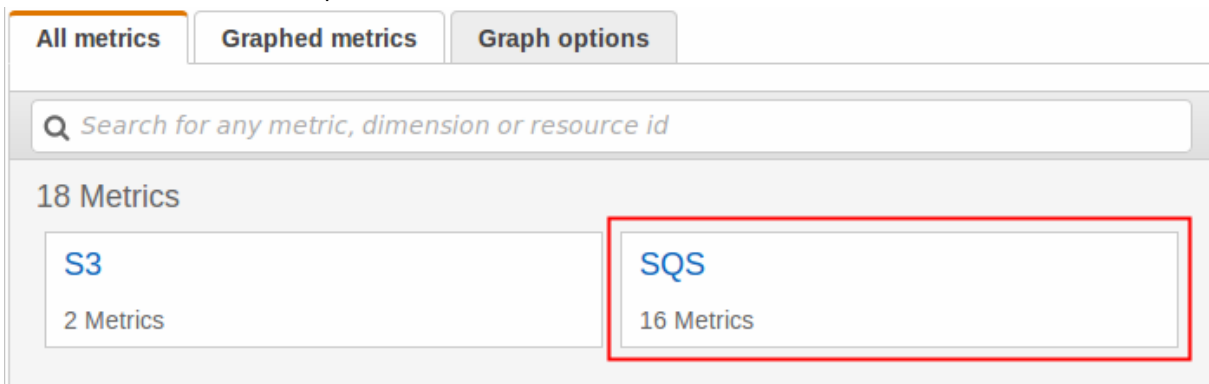 All metrics Graphed metrics Graph options
Search for any metric, dimension or resource id
18 Metrics
S3 SQS
2 Metrics 16 Metrics